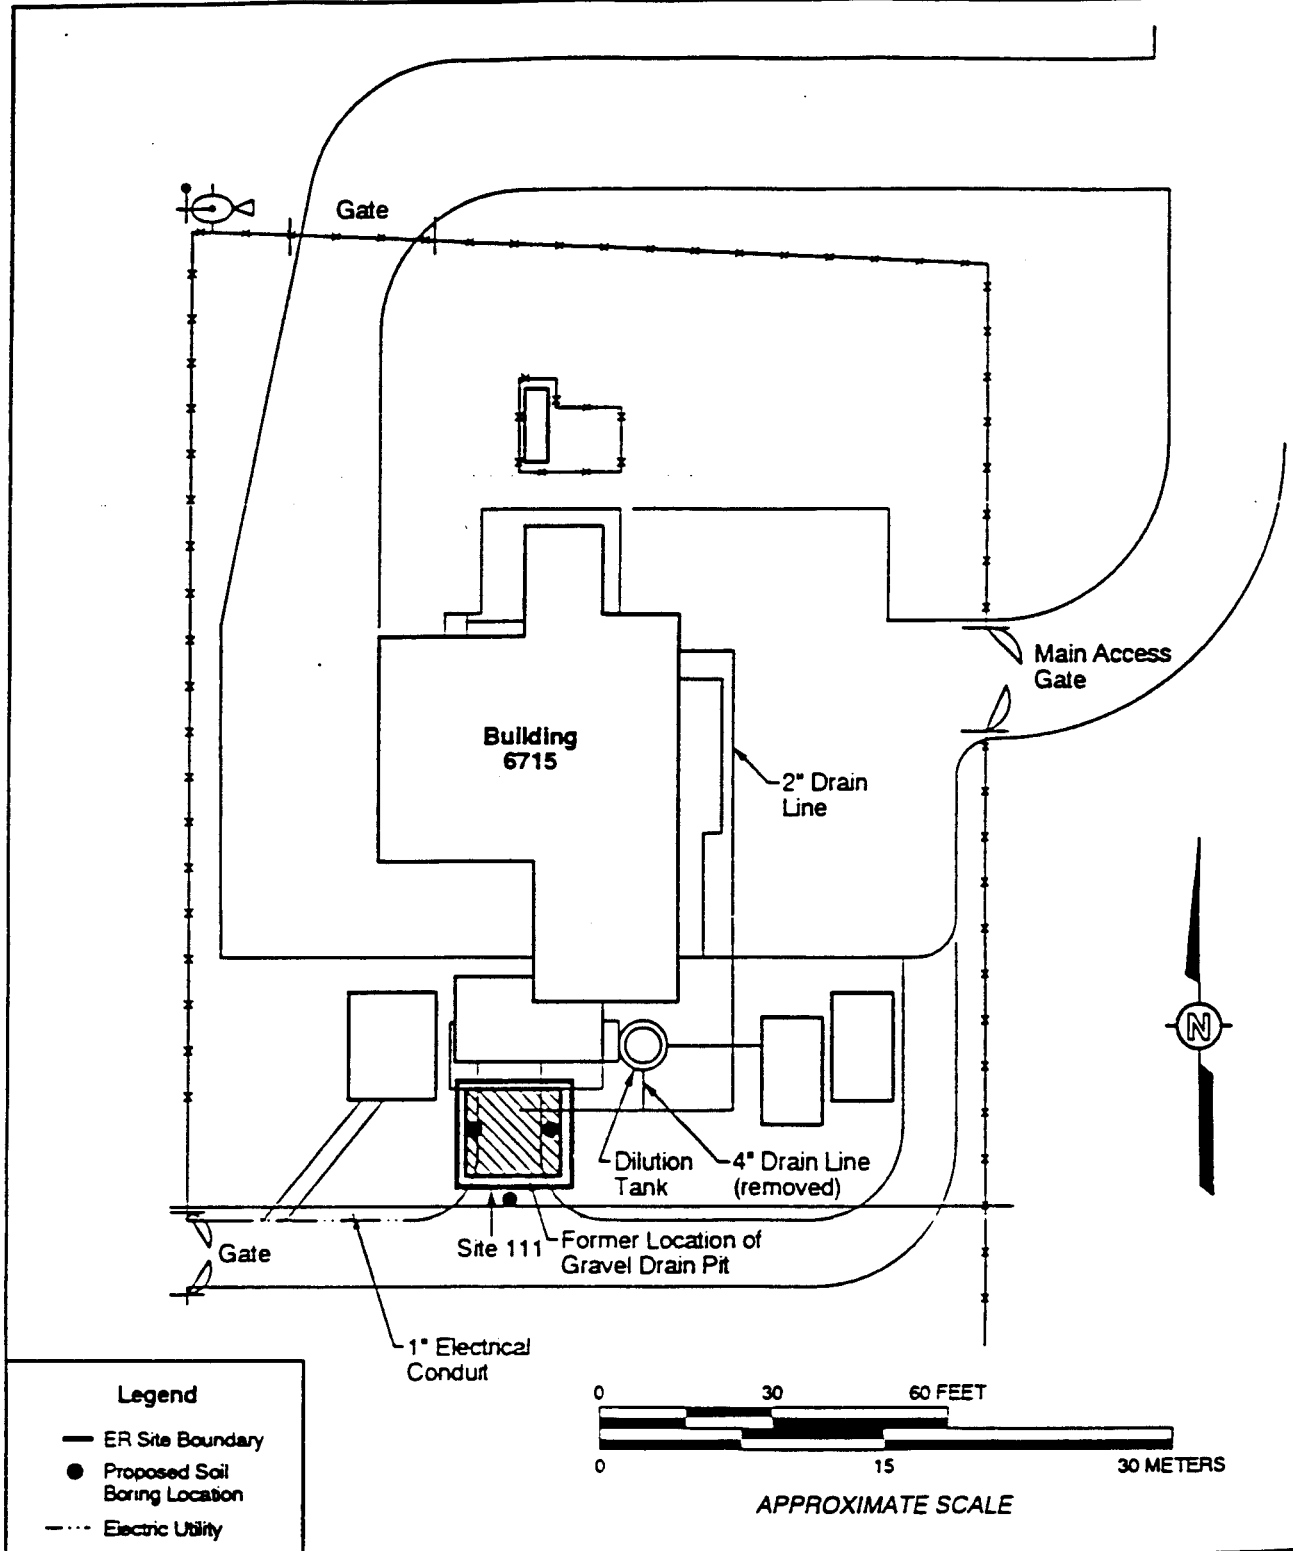 Gate
Main Access
Gate
Building
6715
2" Drain
Line
N
Dilution
Tank
4" Drain Line
(removed)
Site 111
Former Location of
Gravel Drain Pit
Gate
1" Electrical
Conduit
Legend
ER Site Boundary
Proposed Soil
Boring Location
Electric Utility
0 30 60 FEET
0 15 30 METERS
APPROXIMATE SCALE